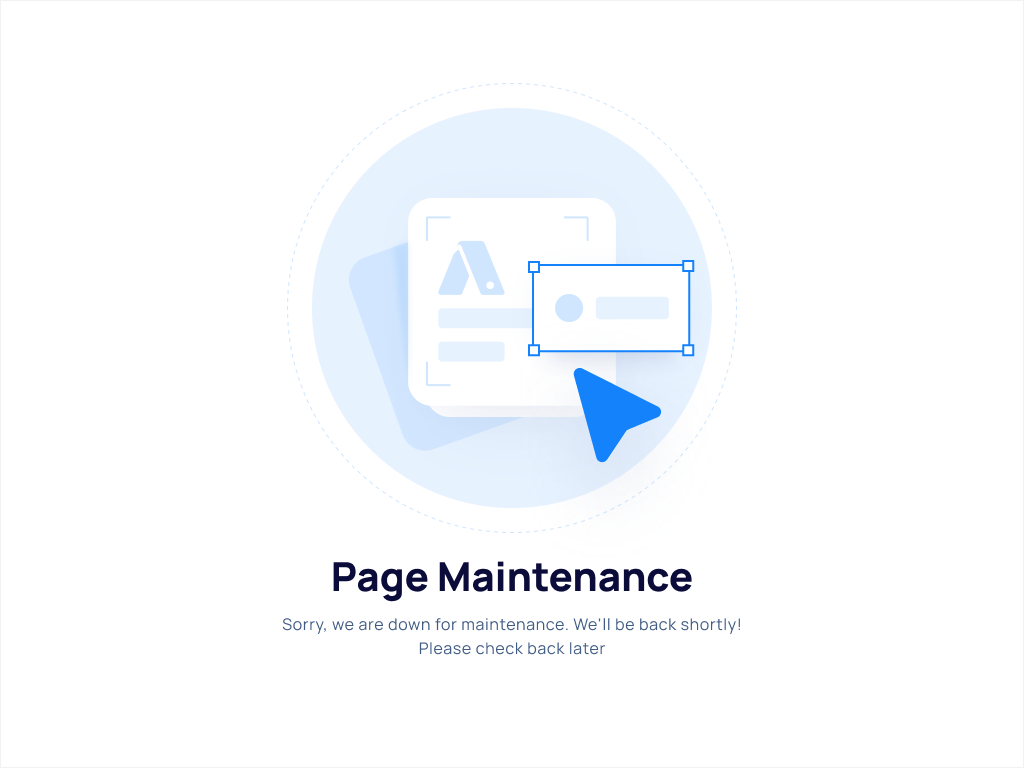 Page Maintenance
Sorry, we are down for maintenance. We'll be back shortly!
Please check back later